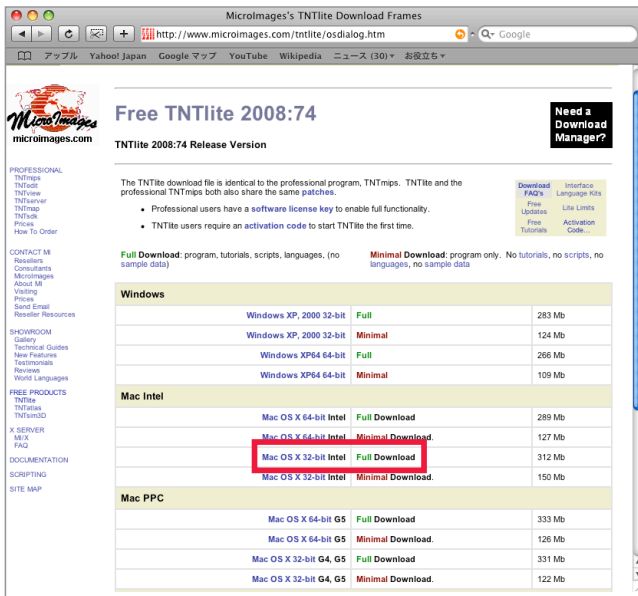 MicroImages's TNTlite Download Frames
http://www.microimages.com/tntlite/osdialog.htm
Google
アップル Yahoo! Japan Google マップ YouTube Wikipedia ニュース (30) お役立ち
MicroImages
microimages.com
PROFESSIONAL
TNTmips
TNTedit
TNTview
TNTserver
TNTmap
TNTsdk
Prices
How To Order
CONTACT MI
Resellers
Consultants
MicroImages
About MI
Visiting
Prices
Send Email
Reseller Resources
SHOWROOM
Gallery
Technical Guides
New Features
Testimonials
Reviews
World Languages
FREE PRODUCTS
TNTlite
TNTatlas
TNTsim3D
X SERVER
MI/X
FAQ
DOCUMENTATION
SCRIPTING
SITE MAP
Free TNTlite 2008:74
Need a
Download
Manager?
TNTlite 2008:74 Release Version
The TNTlite download file is identical to the professional program, TNTmips. TNTlite and the
professional TNTmips both also share the same patches.
• Professional users have a software license key to enable full functionality.
• TNTlite users require an activation code to start TNTlite the first time.
Download FAQ's
Interface Language Kits
Free Updates
Lite Limits
Free Tutorials
Activation Code...
Full Download: program, tutorials, scripts, languages, (no
sample data)
Minimal Download: program only. No tutorials, no scripts, no
languages, no sample data
Windows
Windows XP, 2000 32-bit Full 283 Mb
Windows XP, 2000 32-bit Minimal 124 Mb
Windows XP64 64-bit Full 266 Mb
Windows XP64 64-bit Minimal 109 Mb
Mac Intel
Mac OS X 64-bit Intel Full Download 289 Mb
Mac OS X 64-bit Intel Minimal Download. 127 Mb
Mac OS X 32-bit Intel Full Download 312 Mb
Mac OS X 32-bit Intel Minimal Download. 150 Mb
Mac PPC
Mac OS X 64-bit G5 Full Download 333 Mb
Mac OS X 64-bit G5 Minimal Download. 126 Mb
Mac OS X 32-bit G4, G5 Full Download 331 Mb
Mac OS X 32-bit G4, G5 Minimal Download. 122 Mb